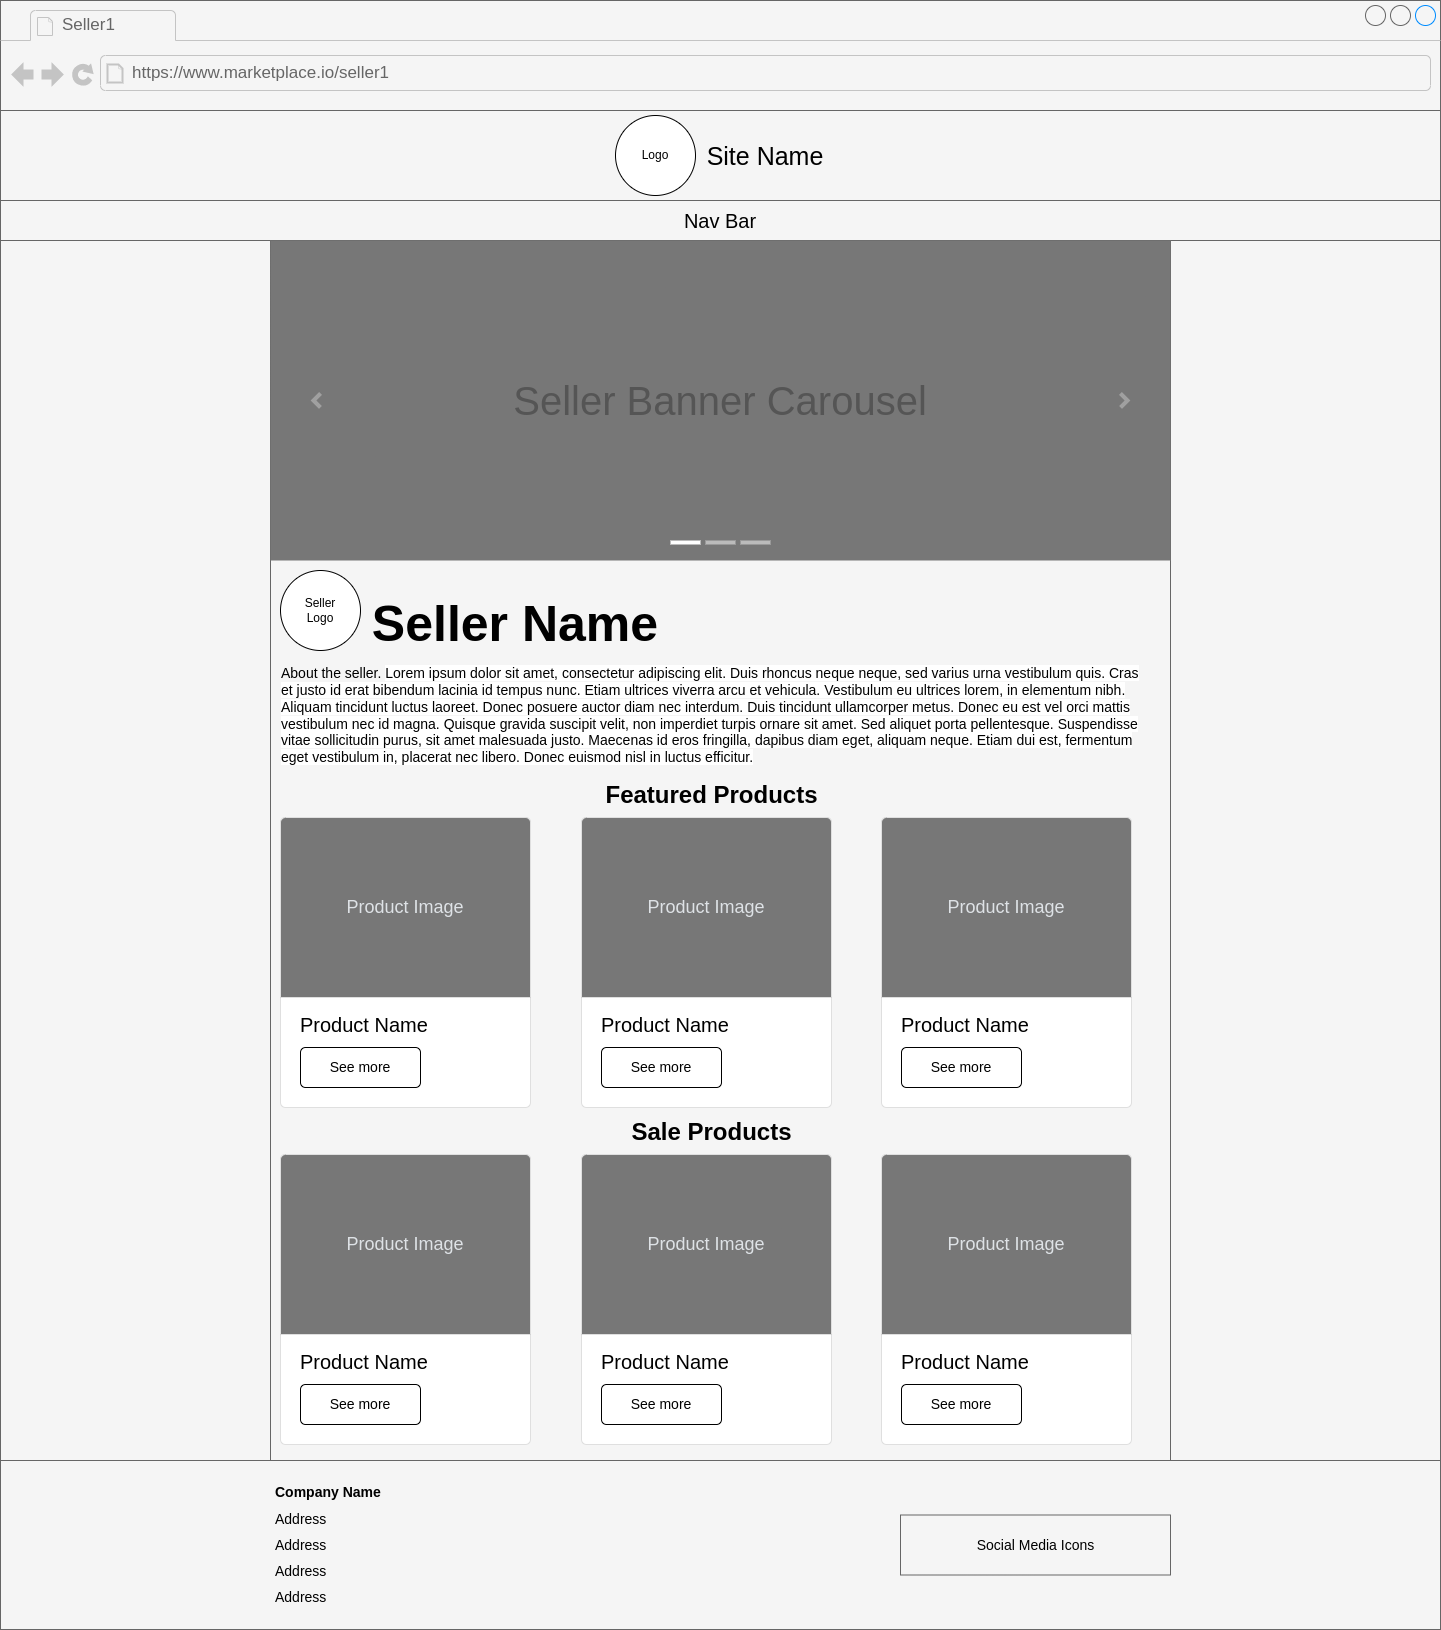 Seller1
https://www.marketplace.io/seller1
Logo
Site Name
Nav Bar
Seller Banner Carousel
Seller
Logo
Seller Name
About the seller. Lorem ipsum dolor sit amet, consectetur adipiscing elit. Duis rhoncus neque neque, sed varius urna vestibulum quis. Cras
et justo id erat bibendum lacinia id tempus nunc. Etiam ultrices viverra arcu et vehicula. Vestibulum eu ultrices lorem, in elementum nibh.
Aliquam tincidunt luctus laoreet. Donec posuere auctor diam nec interdum. Duis tincidunt ullamcorper metus. Donec eu est vel orci mattis
vestibulum nec id magna. Quisque gravida suscipit velit, non imperdiet turpis ornare sit amet. Sed aliquet porta pellentesque. Suspendisse
vitae sollicitudin purus, sit amet malesuada justo. Maecenas id eros fringilla, dapibus diam eget, aliquam neque. Etiam dui est, fermentum
eget vestibulum in, placerat nec libero. Donec euismod nisl in luctus efficitur.
Featured Products
Product Image
Product Image
Product Image
Product Name
Product Name
Product Name
See more
See more
See more
Sale Products
Product Image
Product Image
Product Image
Product Name
Product Name
Product Name
See more
See more
See more
Company Name
Address
Address
Address
Address
Social Media Icons